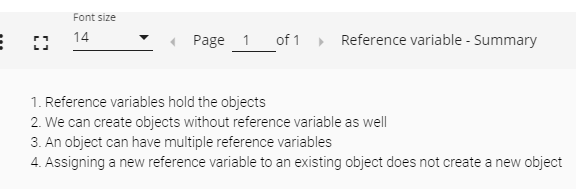 Font size
14
Page 1 of 1
Reference variable - Summary
1. Reference variables hold the objects
2. We can create objects without reference variable as well
3. An object can have multiple reference variables
4. Assigning a new reference variable to an existing object does not create a new object